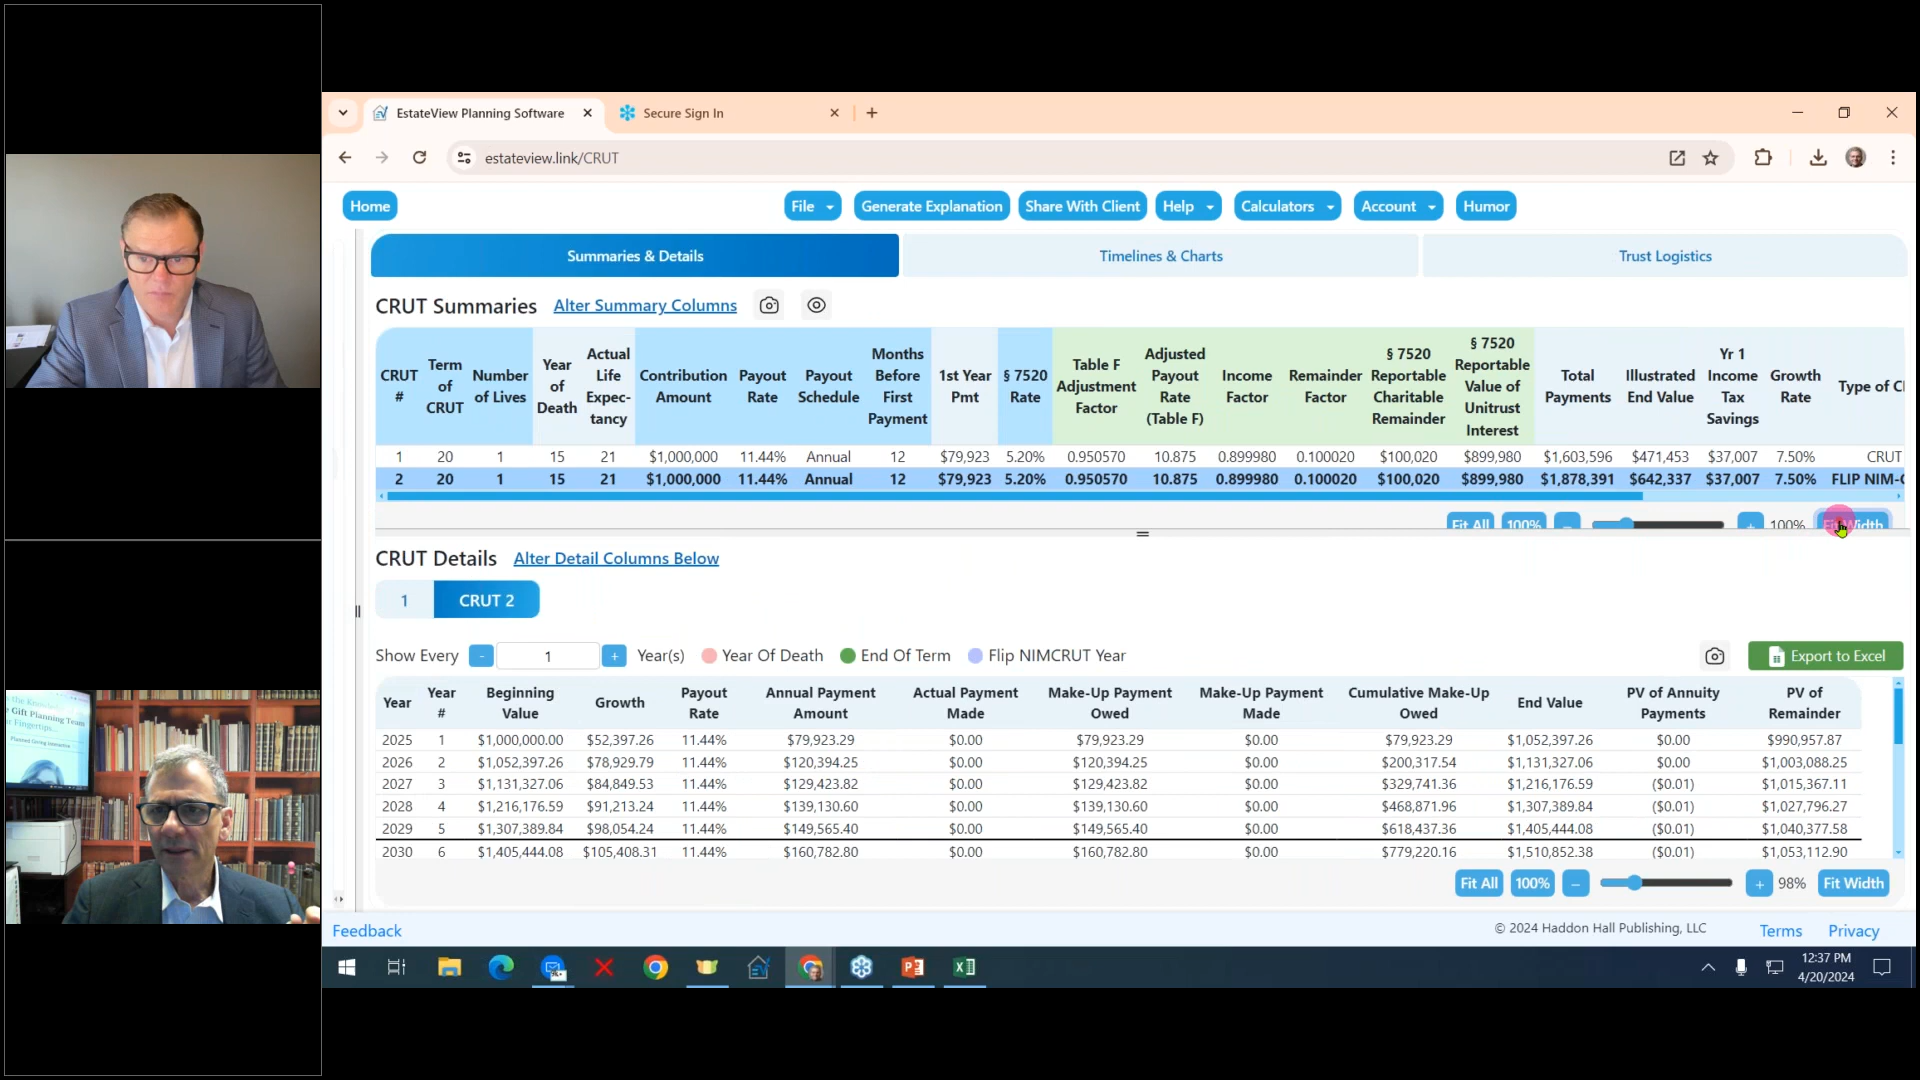 EstateView Planning Software
Secure Sign In
estateview.link/CRUT
Home
File
Generate Explanation
Share With Client
Help
Calculators
Account
Humor
Summaries & Details
Timelines & Charts
Trust Logistics
CRUT Summaries Alter Summary Columns
CRUT # Term of CRUT Number of Lives Year of Death Actual Life Expec-tancy Contribution Amount Payout Rate Payout Schedule Months Before First Payment 1st Year Pmt § 7520 Rate Table F Adjustment Factor Adjusted Payout Rate (Table F) Income Factor Remainder Factor § 7520 Reportable Charitable Remainder § 7520 Reportable Value of Unitrust Interest Total Payments Illustrated End Value Yr 1 Income Tax Savings Growth Rate Type of
1 20 1 15 21 $1,000,000 11.44% Annual 12 $79,923 5.20% 0.950570 10.875 0.899980 0.100020 $100,020 $899,980 $1,603,596 $471,453 $37,007 7.50% CRUT
2 20 1 15 21 $1,000,000 11.44% Annual 12 $79,923 5.20% 0.950570 10.875 0.899980 0.100020 $100,020 $899,980 $1,878,391 $642,337 $37,007 7.50% FLIP NIM-
Fit All 100% − + 100% Fit Width
CRUT Details Alter Detail Columns Below
1 CRUT 2
Show Every - 1 + Year(s) Year Of Death End Of Term Flip NIMCRUT Year Export to Excel
Year Year # Beginning Value Growth Payout Rate Annual Payment Amount Actual Payment Made Make-Up Payment Owed Make-Up Payment Made Cumulative Make-Up Owed End Value PV of Annuity Payments PV of Remainder
2025 1 $1,000,000.00 $52,397.26 11.44% $79,923.29 $0.00 $79,923.29 $0.00 $79,923.29 $1,052,397.26 $0.00 $990,957.87
2026 2 $1,052,397.26 $78,929.79 11.44% $120,394.25 $0.00 $120,394.25 $0.00 $200,317.54 $1,131,327.06 $0.00 $1,003,088.25
2027 3 $1,131,327.06 $84,849.53 11.44% $129,423.82 $0.00 $129,423.82 $0.00 $329,741.36 $1,216,176.59 ($0.01) $1,015,367.11
2028 4 $1,216,176.59 $91,213.24 11.44% $139,130.60 $0.00 $139,130.60 $0.00 $468,871.96 $1,307,389.84 ($0.01) $1,027,796.27
2029 5 $1,307,389.84 $98,054.24 11.44% $149,565.40 $0.00 $149,565.40 $0.00 $618,437.36 $1,405,444.08 ($0.01) $1,040,377.58
2030 6 $1,405,444.08 $105,408.31 11.44% $160,782.80 $0.00 $160,782.80 $0.00 $779,220.16 $1,510,852.38 ($0.01) $1,053,112.90
Fit All 100% − + 98% Fit Width
Feedback
© 2024 Haddon Hall Publishing, LLC
Terms
Privacy
12:37 PM
4/20/2024
Gift Planning Team
Fingertips